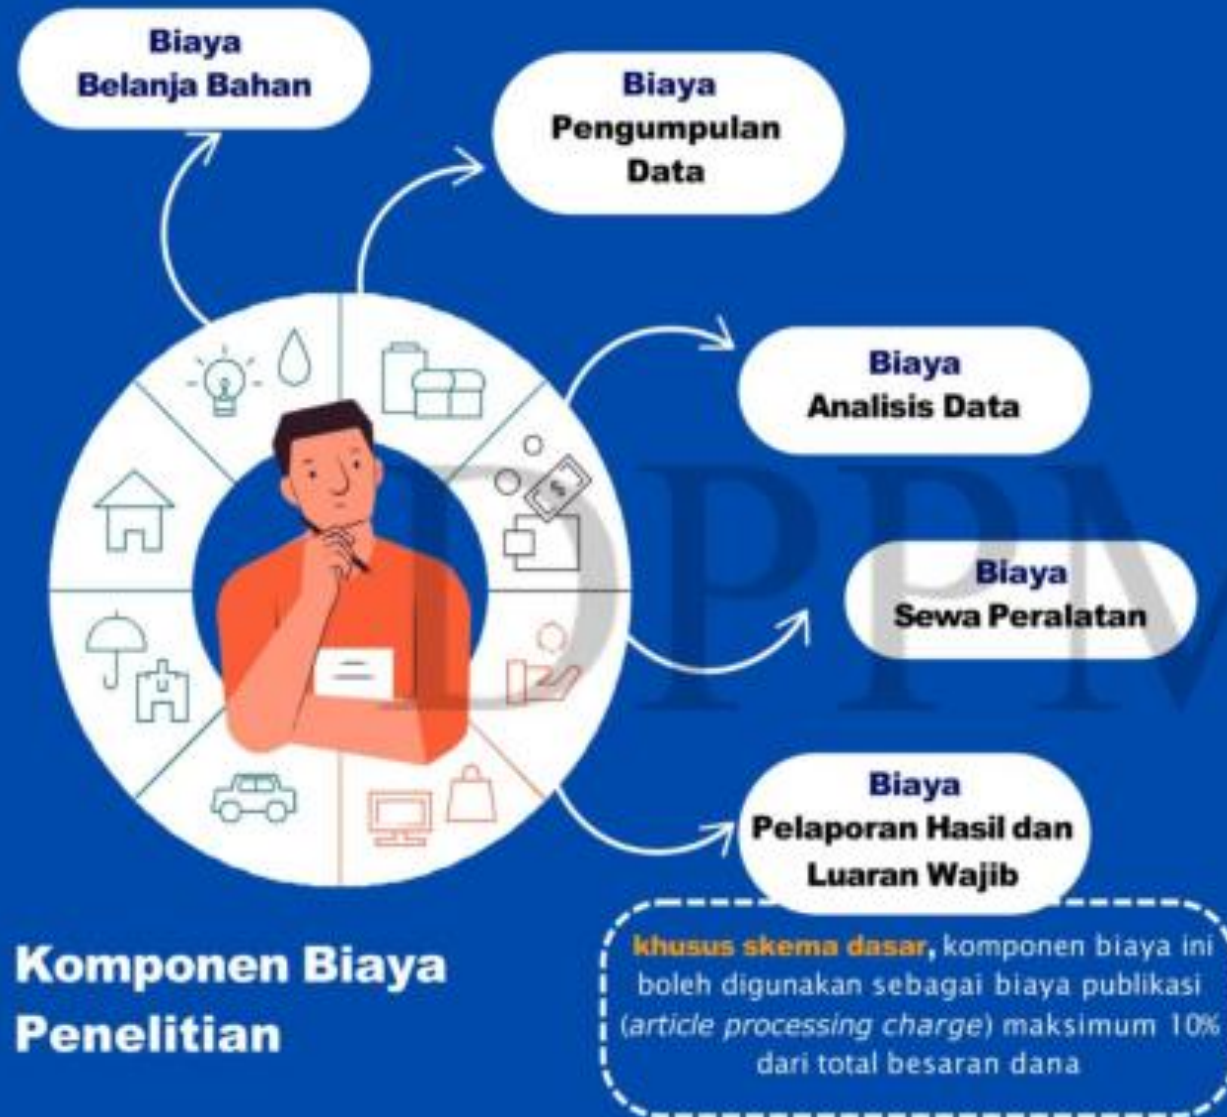 Biaya
Belanja Bahan
Biaya
Pengumpulan
Data
Biaya
Analisis Data
Biaya
Sewa Peralatan
Biaya
Pelaporan Hasil dan
Luaran Wajib
khusus skema dasar, komponen biaya ini
boleh digunakan sebagai biaya publikasi
(article processing charge) maksimum 10%
dari total besaran dana
Komponen Biaya
Penelitian
$
DPPM